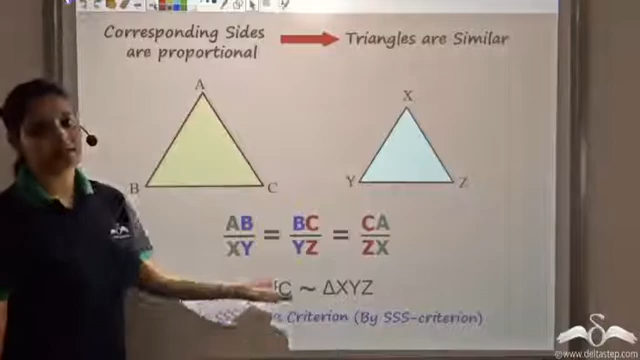 Corresponding Sides
are proportional
Triangles are Similar
A
X
B
C
Y
Z
AB/XY = BC/YZ = CA/ZX
C ~ ΔXYZ
Criterion (By SSS-criterion)
©www.deltastep.com